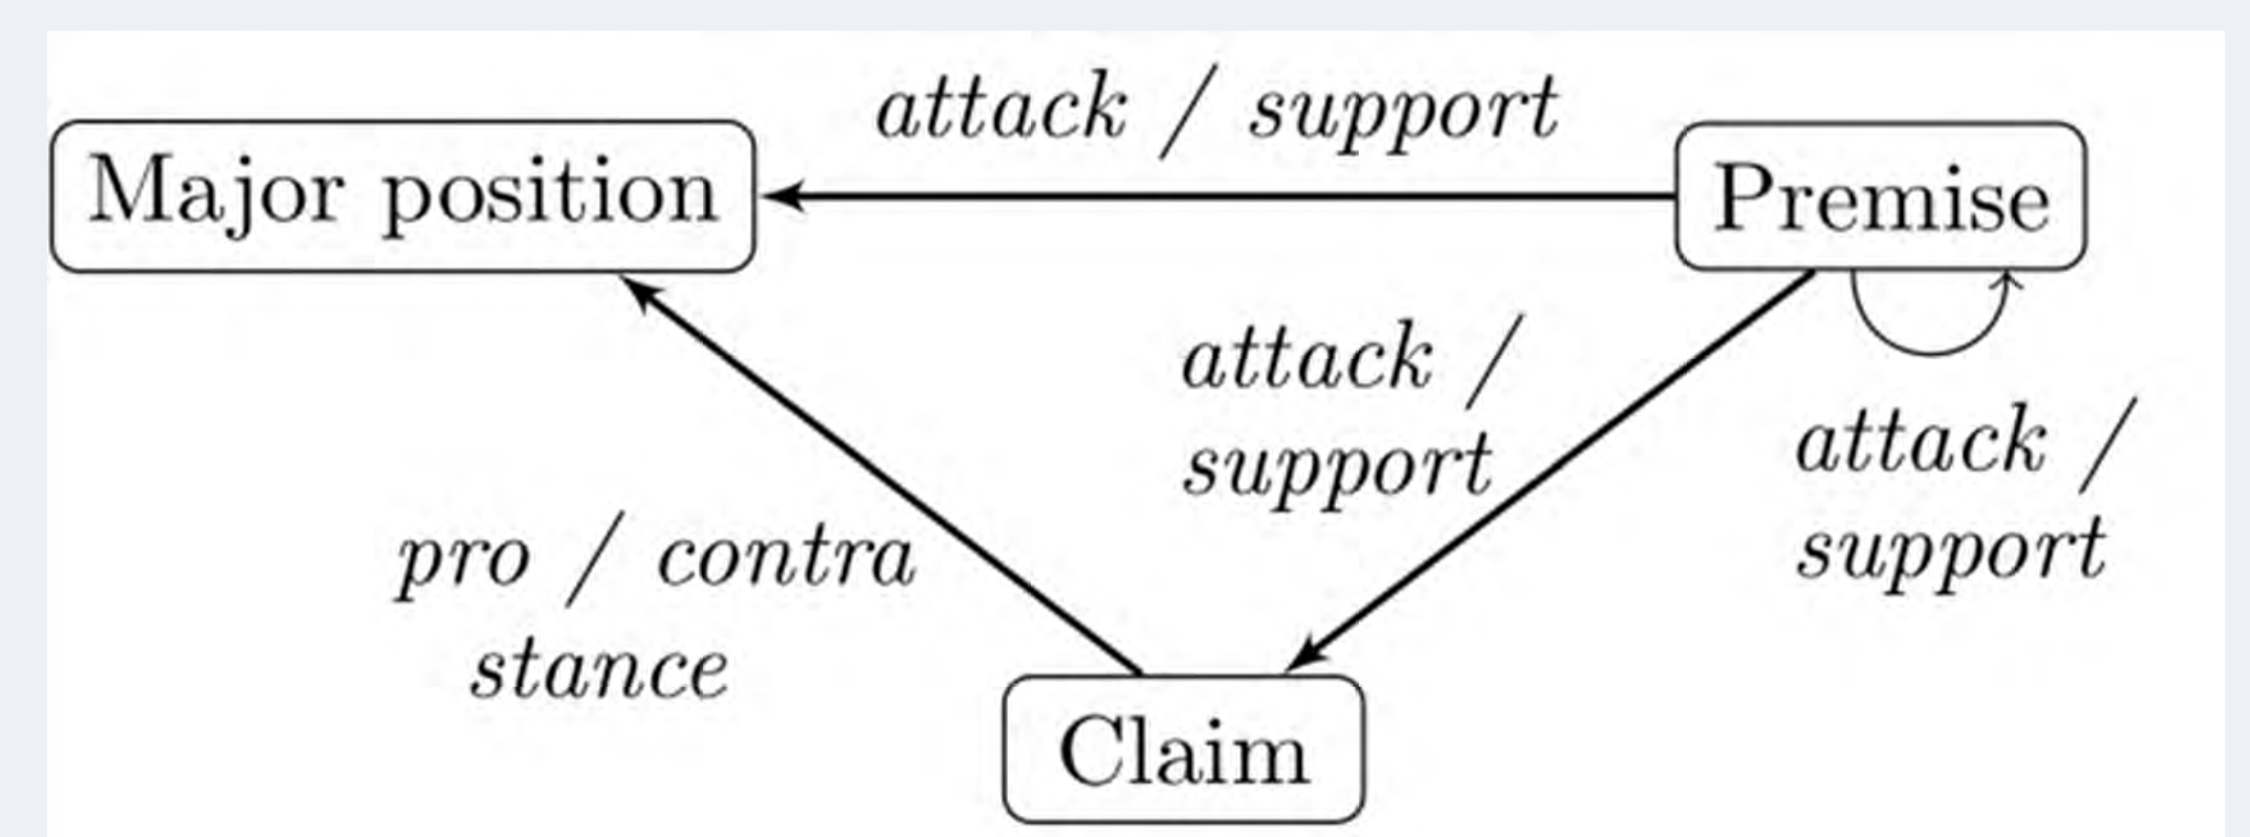 attack / support
Major position
Premise
attack /
support
attack /
support
pro / contra
stance
Claim